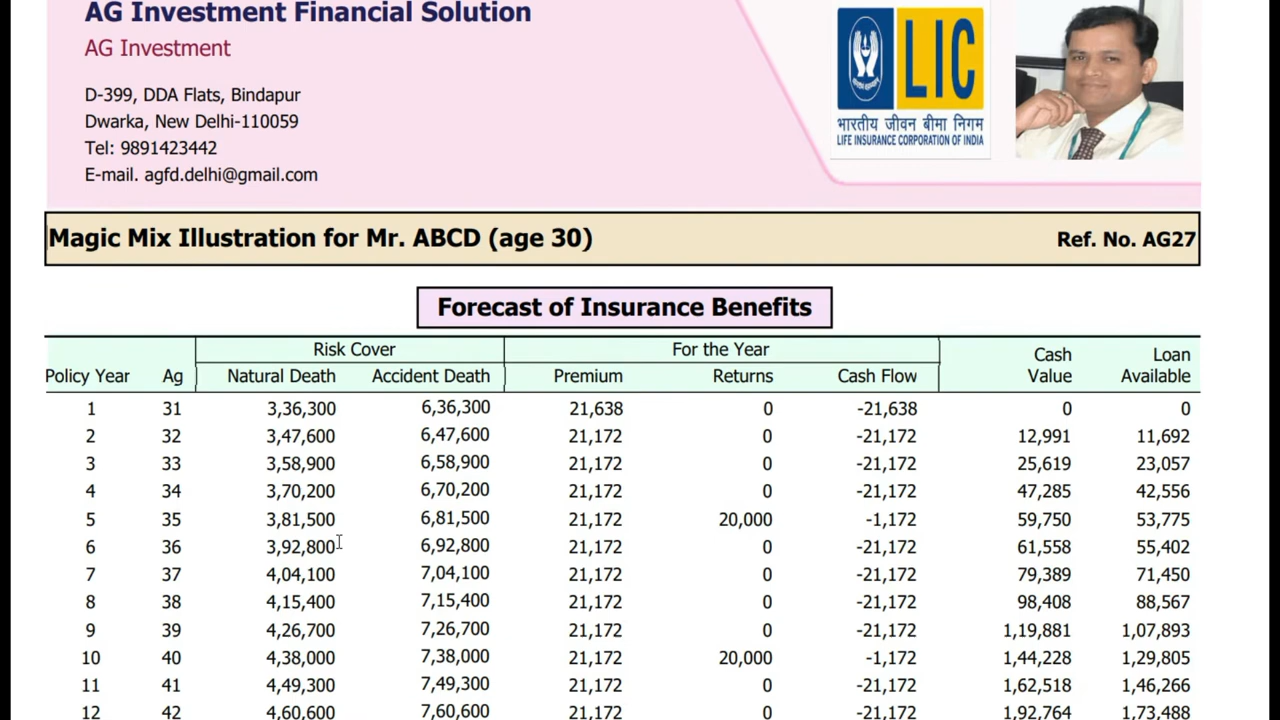 AG Investment Financial Solution
AG Investment
D-399, DDA Flats, Bindapur
Dwarka, New Delhi-110059
Tel: 9891423442
E-mail. agfd.delhi@gmail.com
LIC
भारतीय जीवन बीमा निगम
LIFE INSURANCE CORPORATION OF INDIA
Magic Mix Illustration for Mr. ABCD (age 30) Ref. No. AG27
Forecast of Insurance Benefits
Risk Cover For the Year Cash Loan
Policy Year Ag Natural Death Accident Death Premium Returns Cash Flow Value Available
1 31 3,36,300 6,36,300 21,638 0 -21,638 0 0
2 32 3,47,600 6,47,600 21,172 0 -21,172 12,991 11,692
3 33 3,58,900 6,58,900 21,172 0 -21,172 25,619 23,057
4 34 3,70,200 6,70,200 21,172 0 -21,172 47,285 42,556
5 35 3,81,500 6,81,500 21,172 20,000 -1,172 59,750 53,775
6 36 3,92,800 6,92,800 21,172 0 -21,172 61,558 55,402
7 37 4,04,100 7,04,100 21,172 0 -21,172 79,389 71,450
8 38 4,15,400 7,15,400 21,172 0 -21,172 98,408 88,567
9 39 4,26,700 7,26,700 21,172 0 -21,172 1,19,881 1,07,893
10 40 4,38,000 7,38,000 21,172 20,000 -1,172 1,44,228 1,29,805
11 41 4,49,300 7,49,300 21,172 0 -21,172 1,62,518 1,46,266
12 42 4,60,600 7,60,600 21,172 0 -21,172 1,92,764 1,73,488